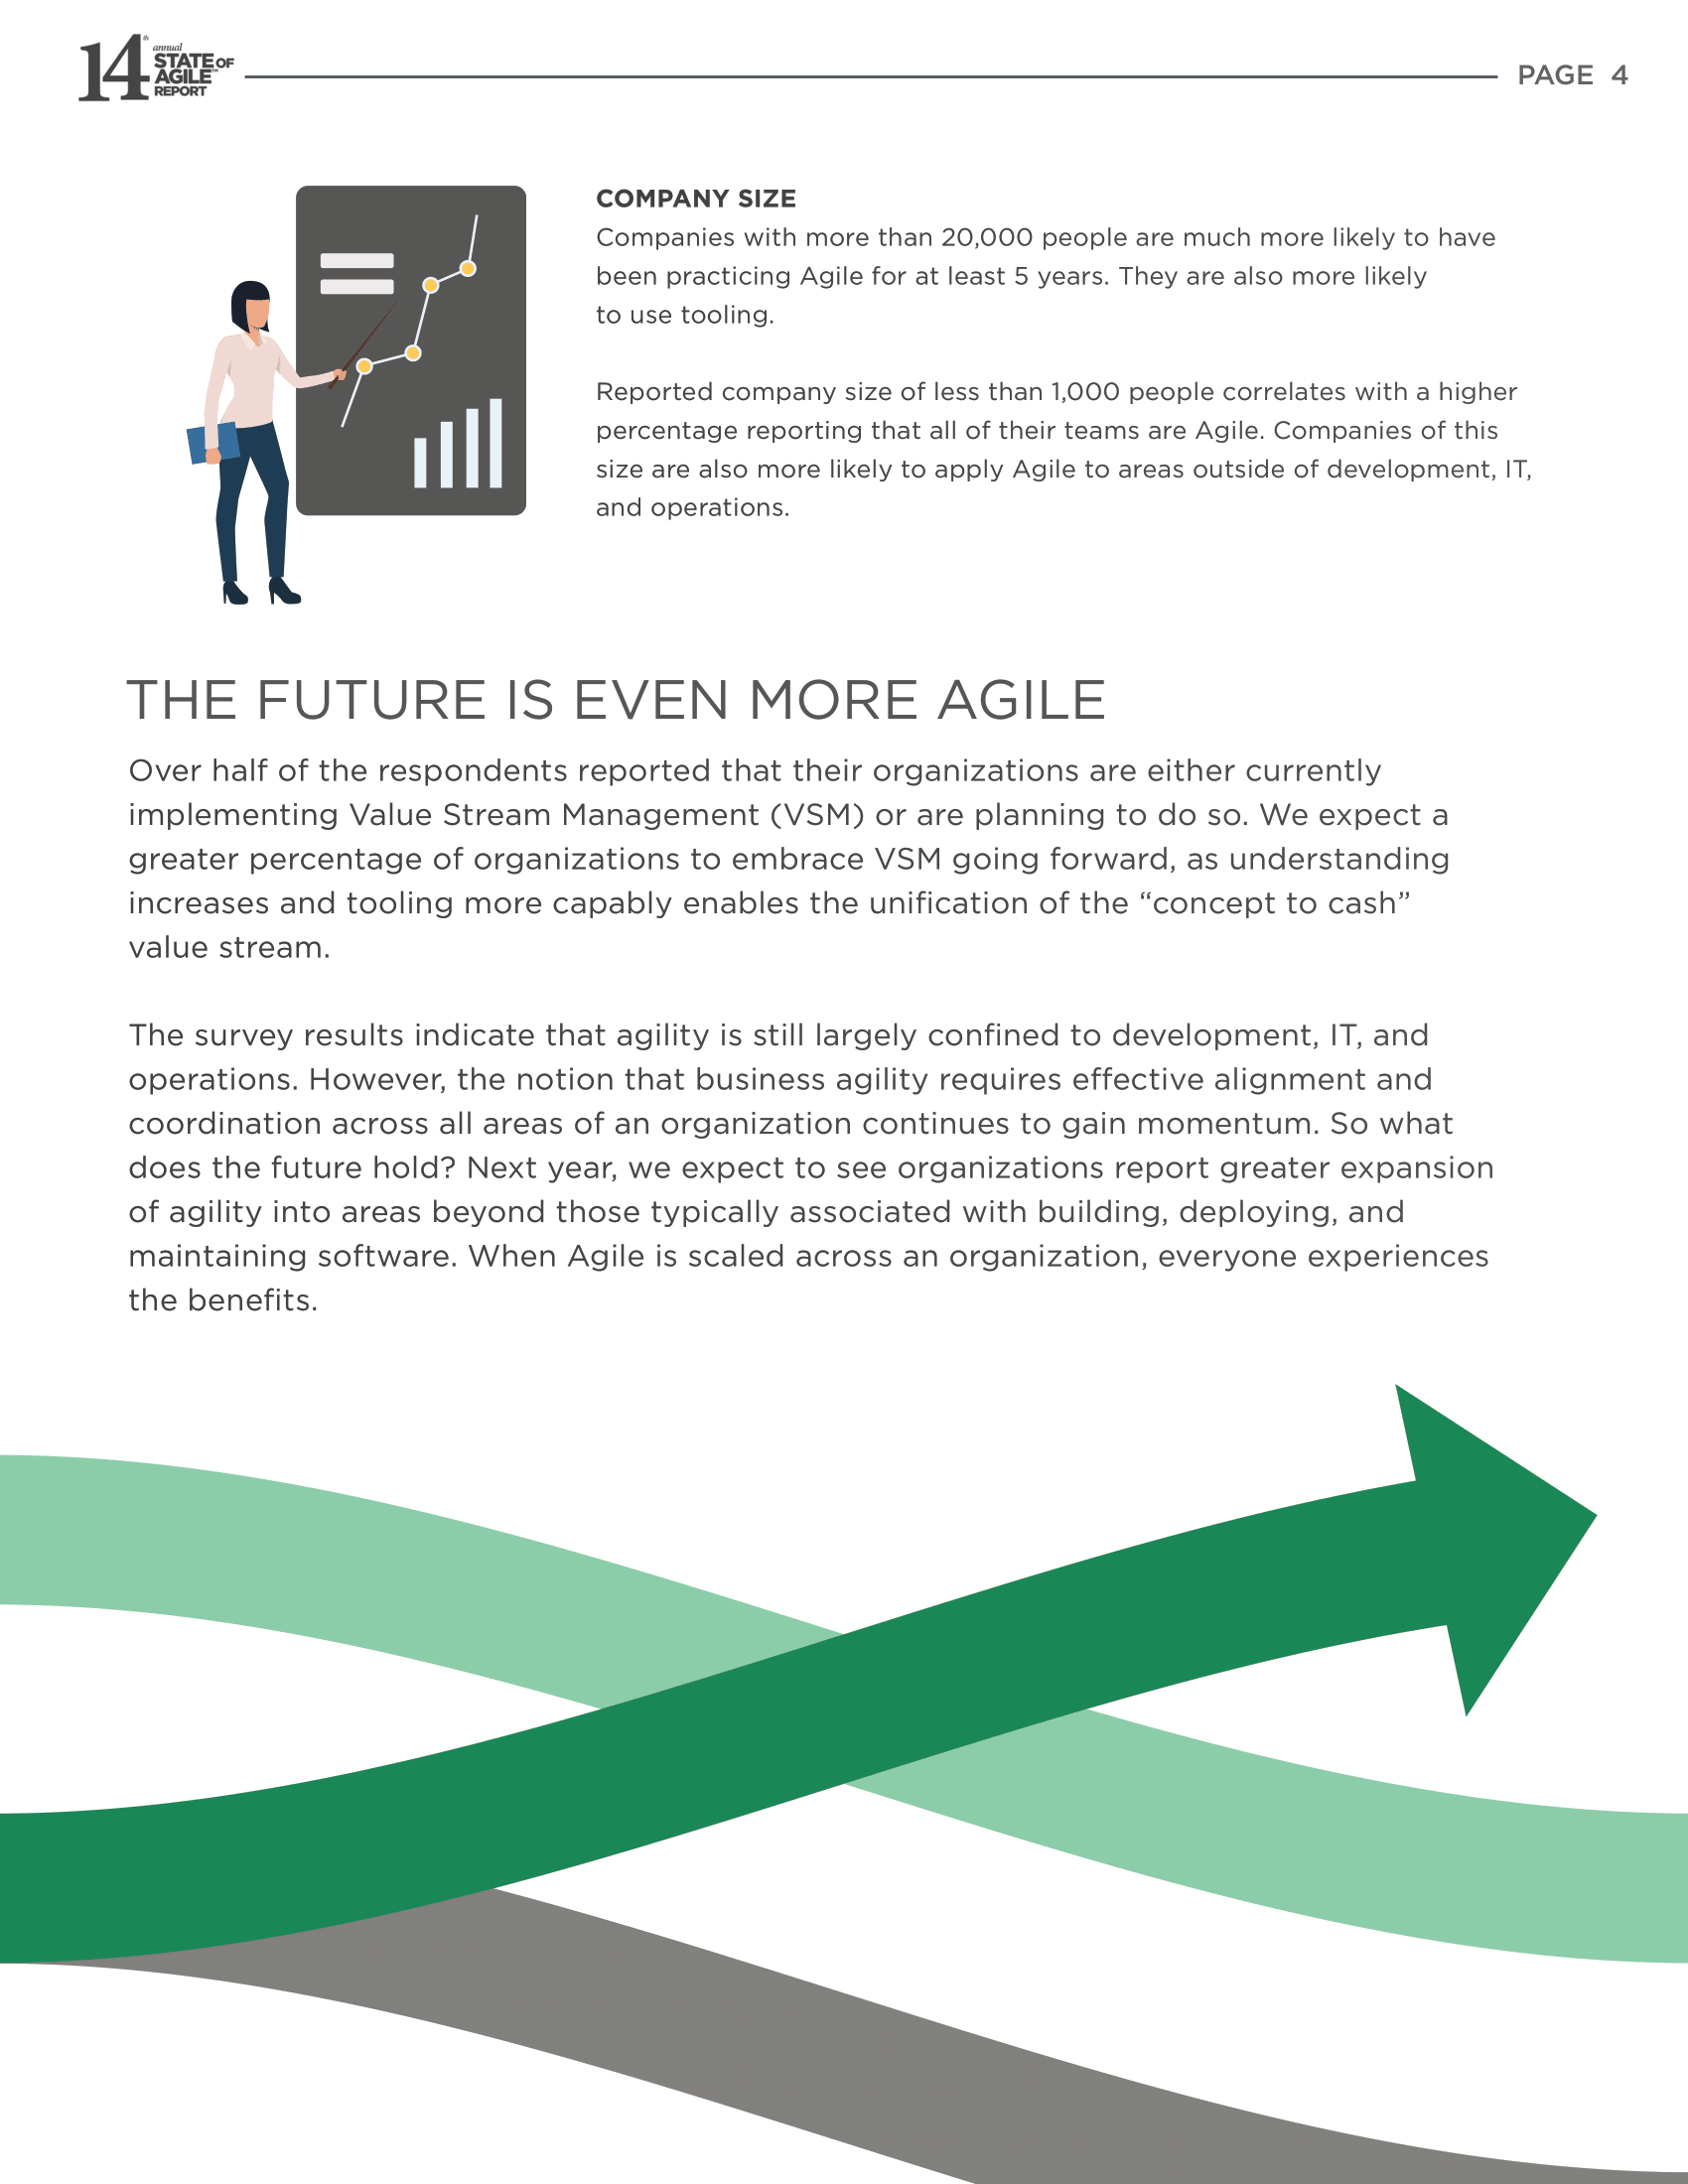 14th annual
STATE OF
AGILE™
REPORT
PAGE 4
COMPANY SIZE
Companies with more than 20,000 people are much more likely to have
been practicing Agile for at least 5 years. They are also more likely
to use tooling.
Reported company size of less than 1,000 people correlates with a higher
percentage reporting that all of their teams are Agile. Companies of this
size are also more likely to apply Agile to areas outside of development, IT,
and operations.
THE FUTURE IS EVEN MORE AGILE
Over half of the respondents reported that their organizations are either currently
implementing Value Stream Management (VSM) or are planning to do so. We expect a
greater percentage of organizations to embrace VSM going forward, as understanding
increases and tooling more capably enables the unification of the “concept to cash”
value stream.
The survey results indicate that agility is still largely confined to development, IT, and
operations. However, the notion that business agility requires effective alignment and
coordination across all areas of an organization continues to gain momentum. So what
does the future hold? Next year, we expect to see organizations report greater expansion
of agility into areas beyond those typically associated with building, deploying, and
maintaining software. When Agile is scaled across an organization, everyone experiences
the benefits.